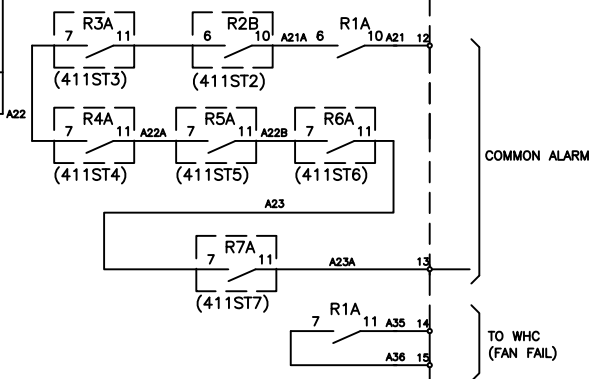 R3A R2B R1A
7 11 6 10 A21A 6 10 A21 12
(411ST3) (411ST2)
A22
R4A R5A R6A
7 11 A22A 7 11 A22B 7 11
(411ST4) (411ST5) (411ST6)
COMMON ALARM
A23
R7A
7 11 A23A 13
(411ST7)
R1A
7 11 A35 14
TO WHC
(FAN FAIL)
A36 15